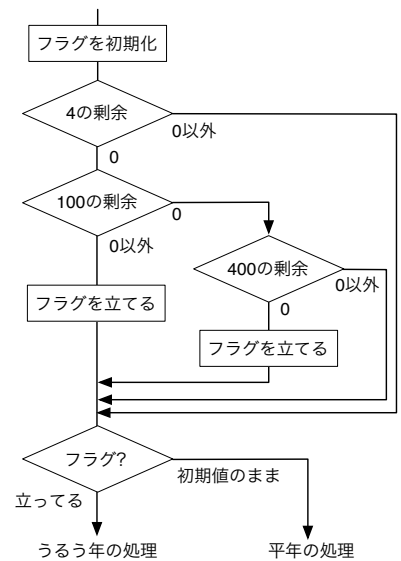 フラグを初期化
4の剰余
0以外
0
100の剰余
0
0以外
400の剰余
0以外
0
フラグを立てる
フラグを立てる
フラグ?
初期値のまま
立ってる
うるう年の処理
平年の処理